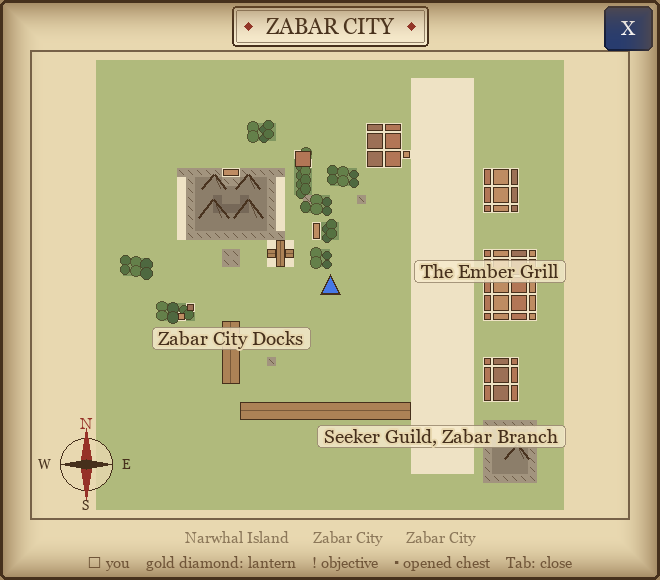 ZABAR CITY
X
The Ember Grill
Zabar City Docks
Seeker Guild, Zabar Branch
N
W E
S
Narwhal Island Zabar City Zabar City
☐ you gold diamond: lantern ! objective ▪ opened chest Tab: close